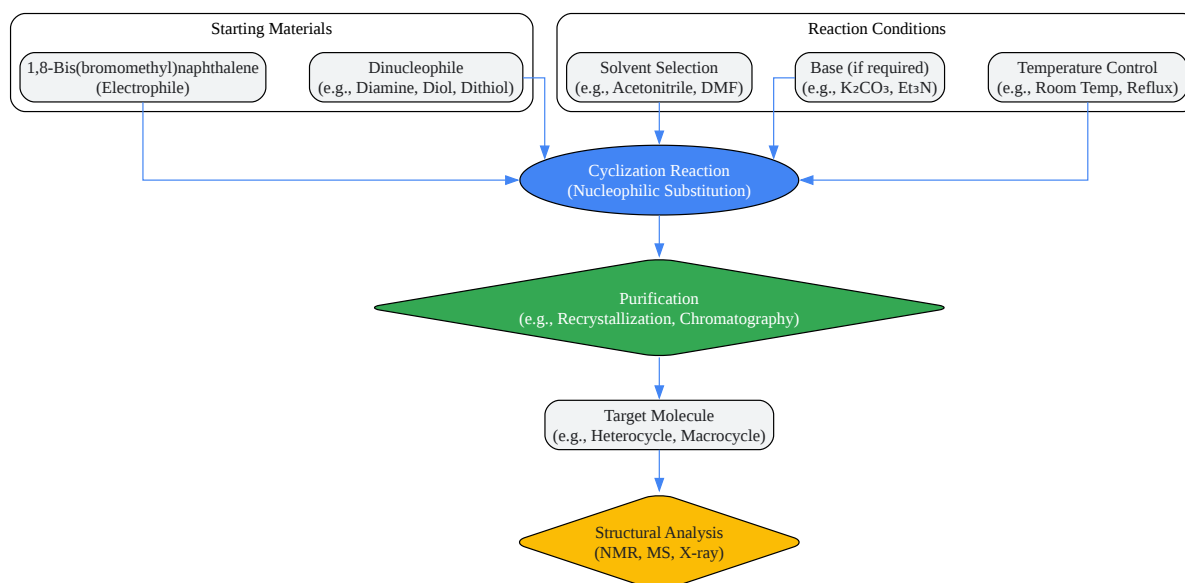 Starting Materials
Reaction Conditions
1,8-Bis(bromomethyl)naphthalene
(Electrophile)
Dinucleophile
(e.g., Diamine, Diol, Dithiol)
Solvent Selection
(e.g., Acetonitrile, DMF)
Base (if required)
(e.g., K₂CO₃, Et₃N)
Temperature Control
(e.g., Room Temp, Reflux)
Cyclization Reaction
(Nucleophilic Substitution)
Purification
(e.g., Recrystallization, Chromatography)
Target Molecule
(e.g., Heterocycle, Macrocycle)
Structural Analysis
(NMR, MS, X-ray)